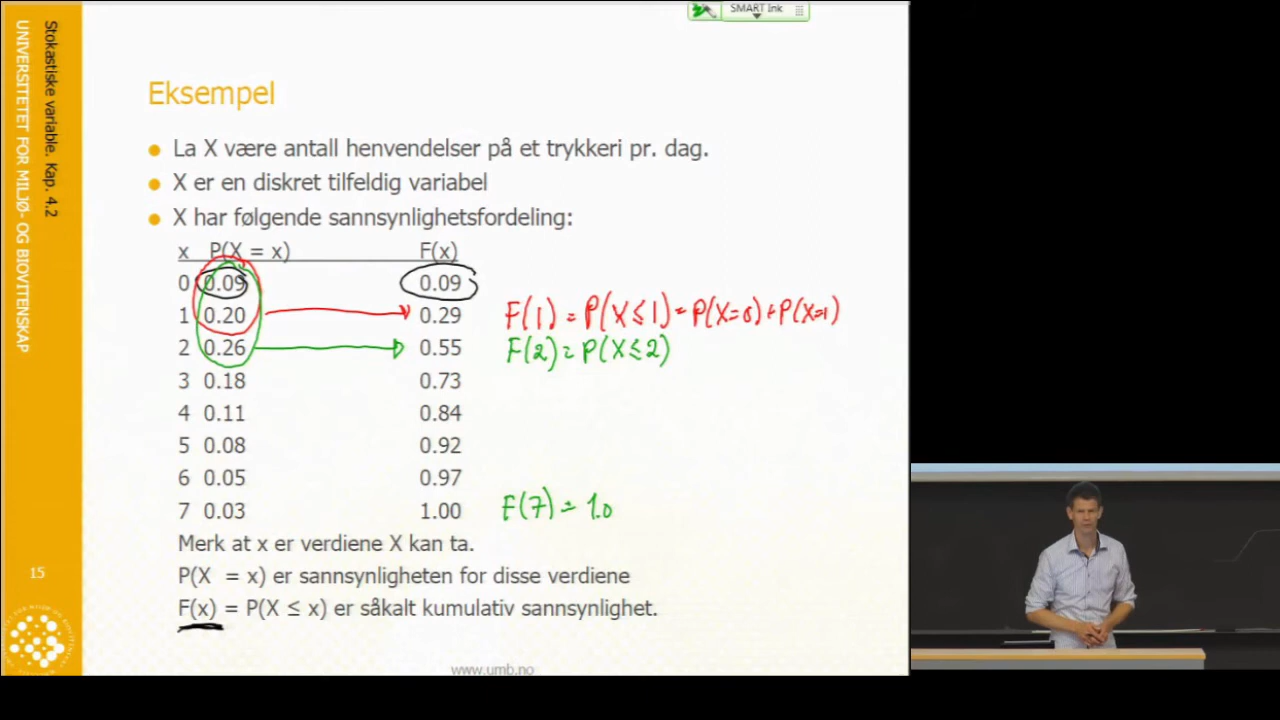 SMART Ink
Stokastiske variable. Kap. 4.2
UNIVERSITETET FOR MILJØ- OG BIOVITENSKAP
15
Eksempel
La X være antall henvendelser på et trykkeri pr. dag.
X er en diskret tilfeldig variabel
X har følgende sannsynlighetsfordeling:
x P(X = x) F(x)
0 0.09 0.09
1 0.20 0.29 F(1) = P(X ≤ 1) = P(X=0) + P(X=1)
2 0.26 0.55 F(2) = P(X ≤ 2)
3 0.18 0.73
4 0.11 0.84
5 0.08 0.92
6 0.05 0.97
7 0.03 1.00 F(7) = 1.0
Merk at x er verdiene X kan ta.
P(X = x) er sannsynligheten for disse verdiene
F(x) = P(X ≤ x) er såkalt kumulativ sannsynlighet.
www.umb.no